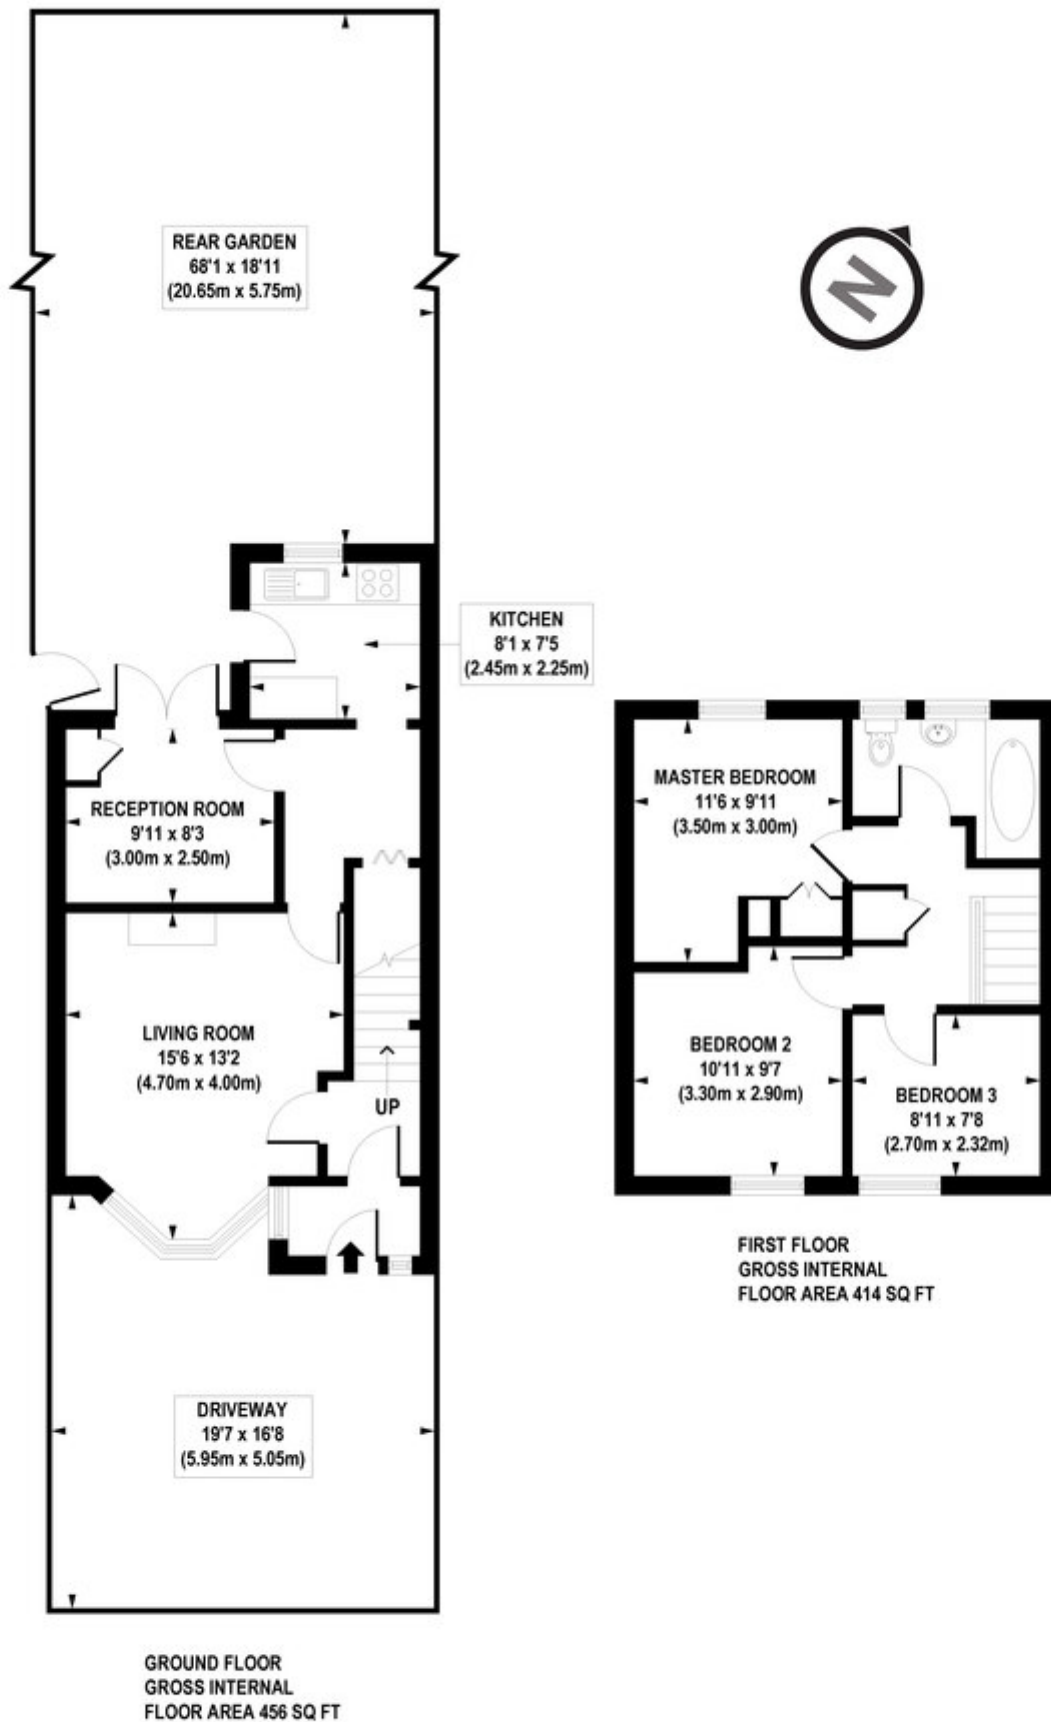 REAR GARDEN
68'1 x 18'11
(20.65m x 5.75m)
N
KITCHEN
8'1 x 7'5
(2.45m x 2.25m)
RECEPTION ROOM
9'11 x 8'3
(3.00m x 2.50m)
LIVING ROOM
15'6 x 13'2
(4.70m x 4.00m)
UP
DRIVEWAY
19'7 x 16'8
(5.95m x 5.05m)
GROUND FLOOR
GROSS INTERNAL
FLOOR AREA 456 SQ FT
MASTER BEDROOM
11'6 x 9'11
(3.50m x 3.00m)
BEDROOM 2
10'11 x 9'7
(3.30m x 2.90m)
BEDROOM 3
8'11 x 7'8
(2.70m x 2.32m)
FIRST FLOOR
GROSS INTERNAL
FLOOR AREA 414 SQ FT